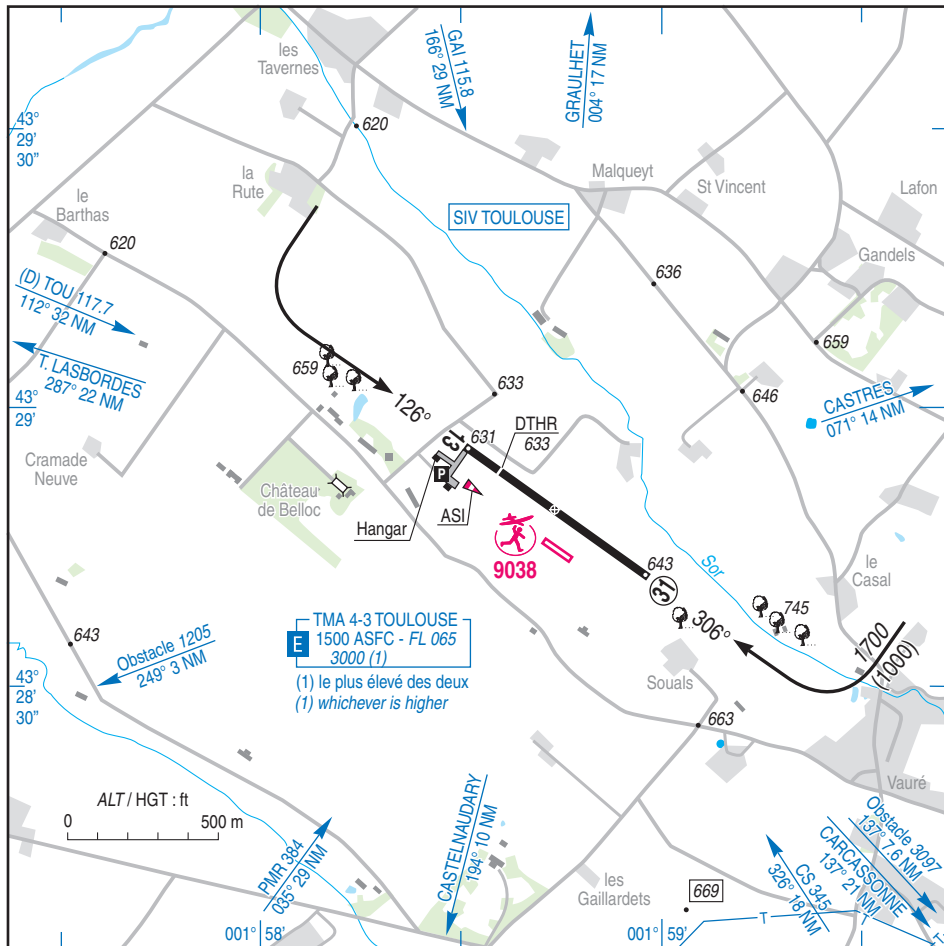 les
Tavernes
GAI 115.8
166° 29 NM
GRAULHET
004° 17 NM
43°
29'
30"
620
Malqueyt
St Vincent
Lafon
la
Rute
le
Barthas
SIV TOULOUSE
620
Gandels
636
(D) TOU 117.7
112° 32 NM
T. LASBORDES
287° 22 NM
659
659
126°
633
646
CASTRES
071° 14 NM
43°
29'
13
631
DTHR
633
Cramade
Neuve
P
Château
de Belloc
Hangar
ASI
9038
643
31
Sor
le
Casal
745
306°
1700
(1000)
TMA 4-3 TOULOUSE
E
1500 ASFC - FL 065
3000 (1)
(1) le plus élevé des deux
(1) whichever is higher
643
Obstacle 1205
249° 3 NM
43°
28'
30"
Souals
663
Vauré
ALT / HGT : ft
0
500 m
PMR 384
035° 29 NM
CASTELNAUDARY
194° 10 NM
les
Gaillardets
669
CS 345
326° 18 NM
CARCASSONNE
137° 21 NM
Obstacle 3097
137° 7.6 NM
T
T
T
001° 58'
001° 59'